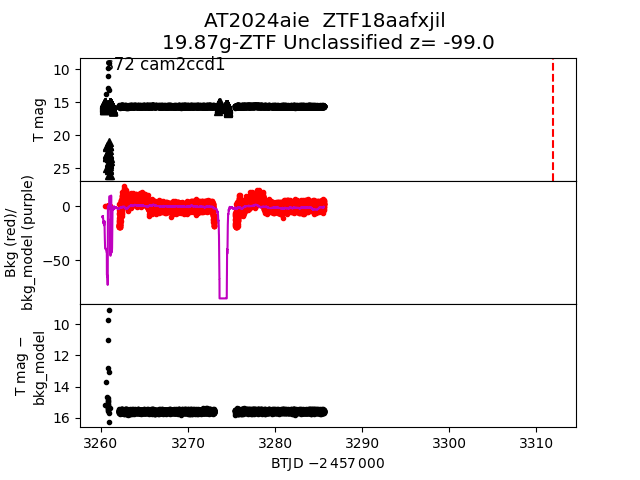 AT2024aie  ZTF18aafxjil
19.87g-ZTF Unclassified z= -99.0
72 cam2ccd1
10
15
20
25
T mag
0
−50
Bkg (red)/
bkg_model (purple)
10
12
14
16
T mag −
bkg_model
3260 3270 3280 3290 3300 3310
BTJD −2 457 000